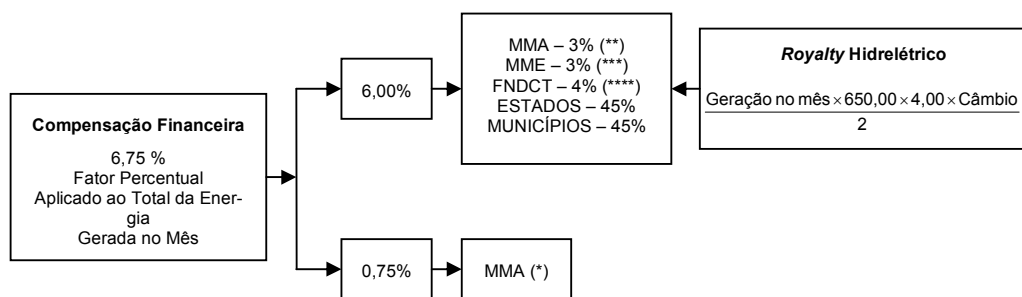 Compensação Financeira
6,75 %
Fator Percentual
Aplicado ao Total da Ener-
gia
Gerada no Mês
6,00%
MMA – 3% (**)
MME – 3% (***)
FNDCT – 4% (****)
ESTADOS – 45%
MUNICÍPIOS – 45%
Royalty Hidrelétrico
Geração no mês × 650,00 × 4,00 × Câmbio
2
0,75%
MMA (*)